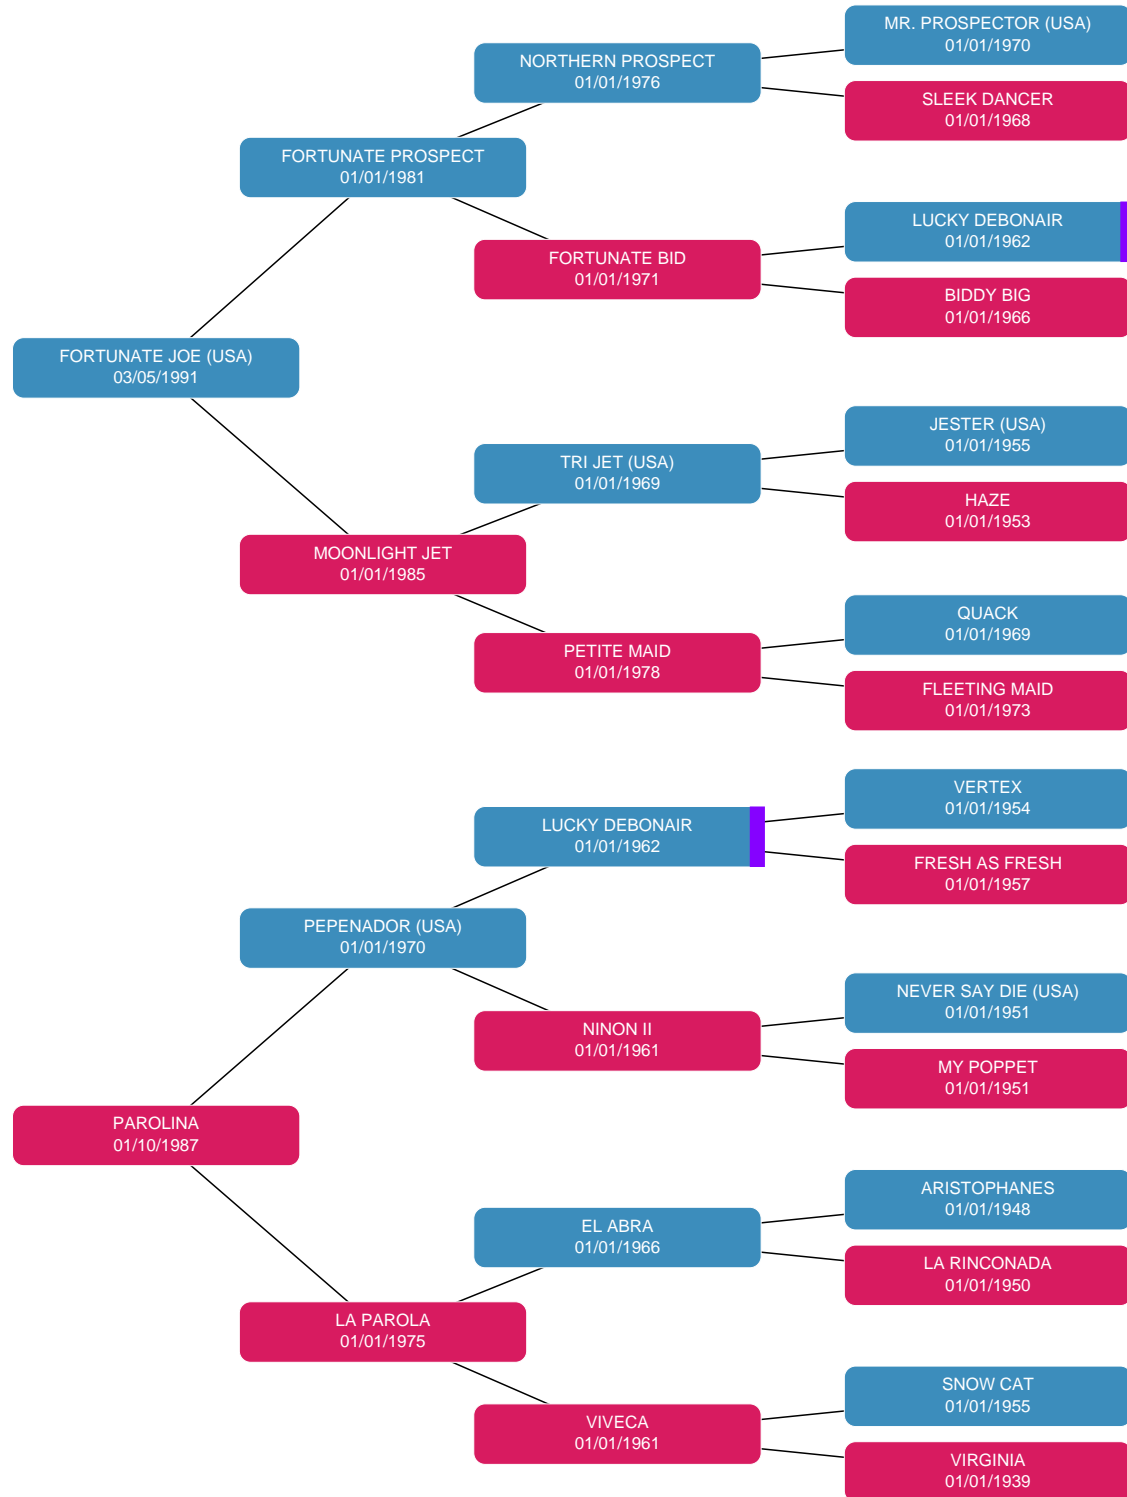 MR. PROSPECTOR (USA)
01/01/1970
NORTHERN PROSPECT
01/01/1976
SLEEK DANCER
01/01/1968
FORTUNATE PROSPECT
01/01/1981
LUCKY DEBONAIR
01/01/1962
FORTUNATE BID
01/01/1971
BIDDY BIG
01/01/1966
FORTUNATE JOE (USA)
03/05/1991
JESTER (USA)
01/01/1955
TRI JET (USA)
01/01/1969
HAZE
01/01/1953
MOONLIGHT JET
01/01/1985
QUACK
01/01/1969
PETITE MAID
01/01/1978
FLEETING MAID
01/01/1973
VERTEX
01/01/1954
LUCKY DEBONAIR
01/01/1962
FRESH AS FRESH
01/01/1957
PEPENADOR (USA)
01/01/1970
NEVER SAY DIE (USA)
01/01/1951
NINON II
01/01/1961
MY POPPET
01/01/1951
PAROLINA
01/10/1987
ARISTOPHANES
01/01/1948
EL ABRA
01/01/1966
LA RINCONADA
01/01/1950
LA PAROLA
01/01/1975
SNOW CAT
01/01/1955
VIVECA
01/01/1961
VIRGINIA
01/01/1939